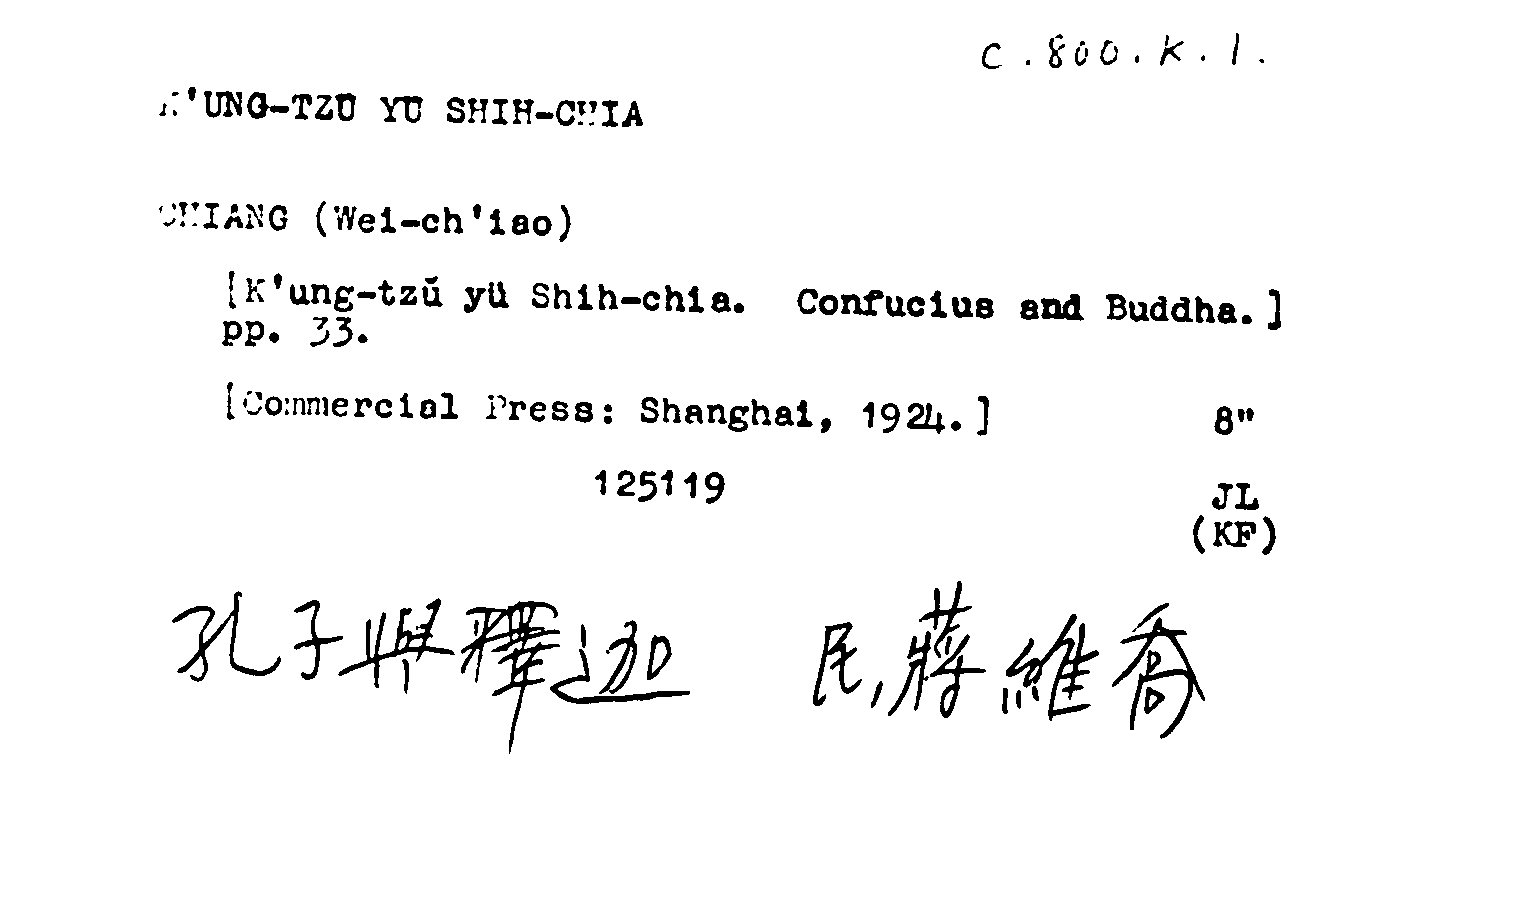 C.800.K.1.
K'UNG-TZŬ YÜ SHIH-CHIA
CHIANG (Wei-ch'iao)
[K'ung-tzŭ yü Shih-chia.  Confucius and Buddha.]
pp. 33.
[Commercial Press: Shanghai, 1924.]   8"
125119   JL
(KF)
孔子與釋迦   民,蔣維喬